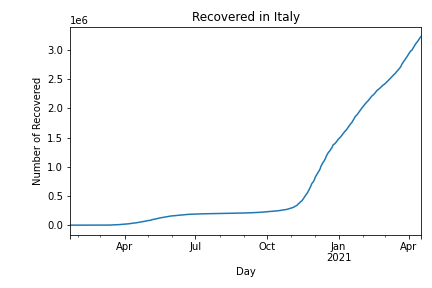 Recovered in Italy
1e6
3.0
2.5
2.0
1.5
1.0
0.5
0.0
Number of Recovered
Apr
Jul
Oct
Jan
2021
Apr
Day